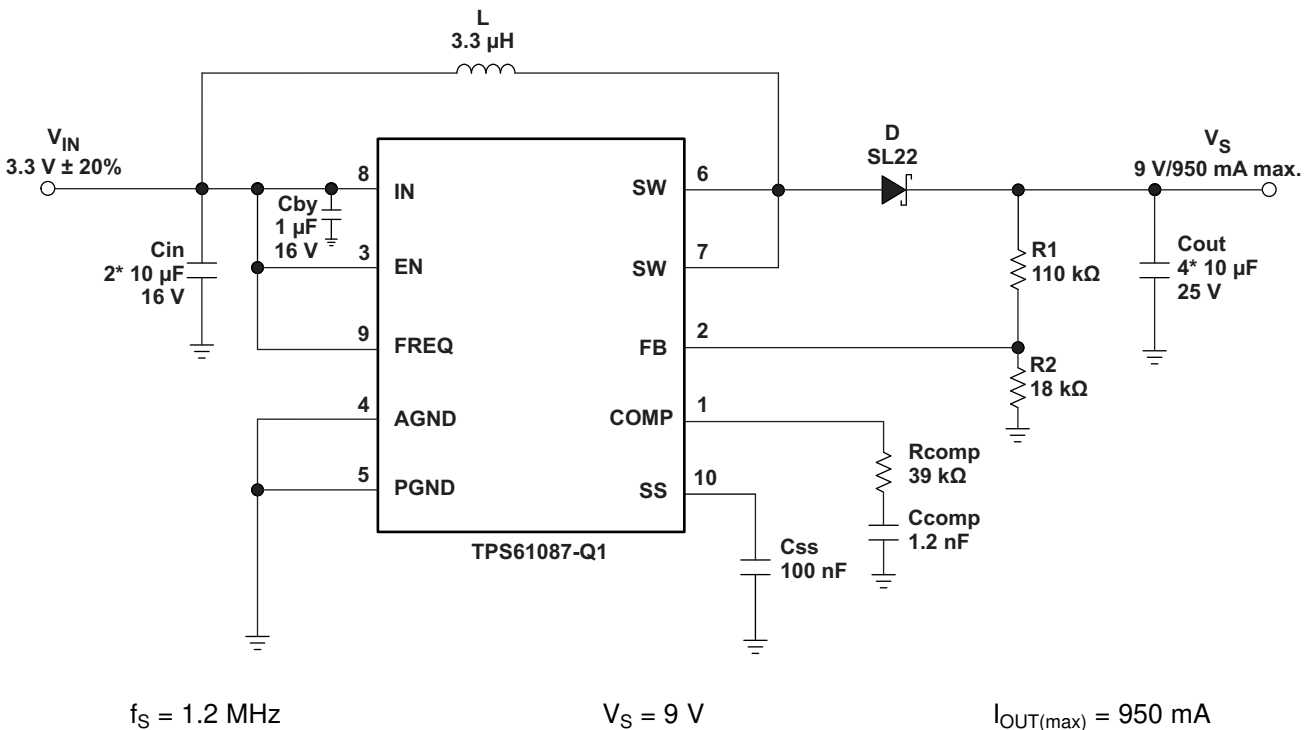 L
3.3 µH
V_IN
3.3 V ± 20%
D
SL22
V_S
9 V/950 mA max.
8
IN
SW
6
Cby
1 µF
16 V
Cin
2* 10 µF
16 V
3
EN
SW
7
R1
110 kΩ
Cout
4* 10 µF
25 V
9
FREQ
FB
2
R2
18 kΩ
4
AGND
COMP
1
Rcomp
39 kΩ
5
PGND
SS
10
Ccomp
1.2 nF
TPS61087-Q1
Css
100 nF
f_S = 1.2 MHz
V_S = 9 V
I_OUT(max) = 950 mA